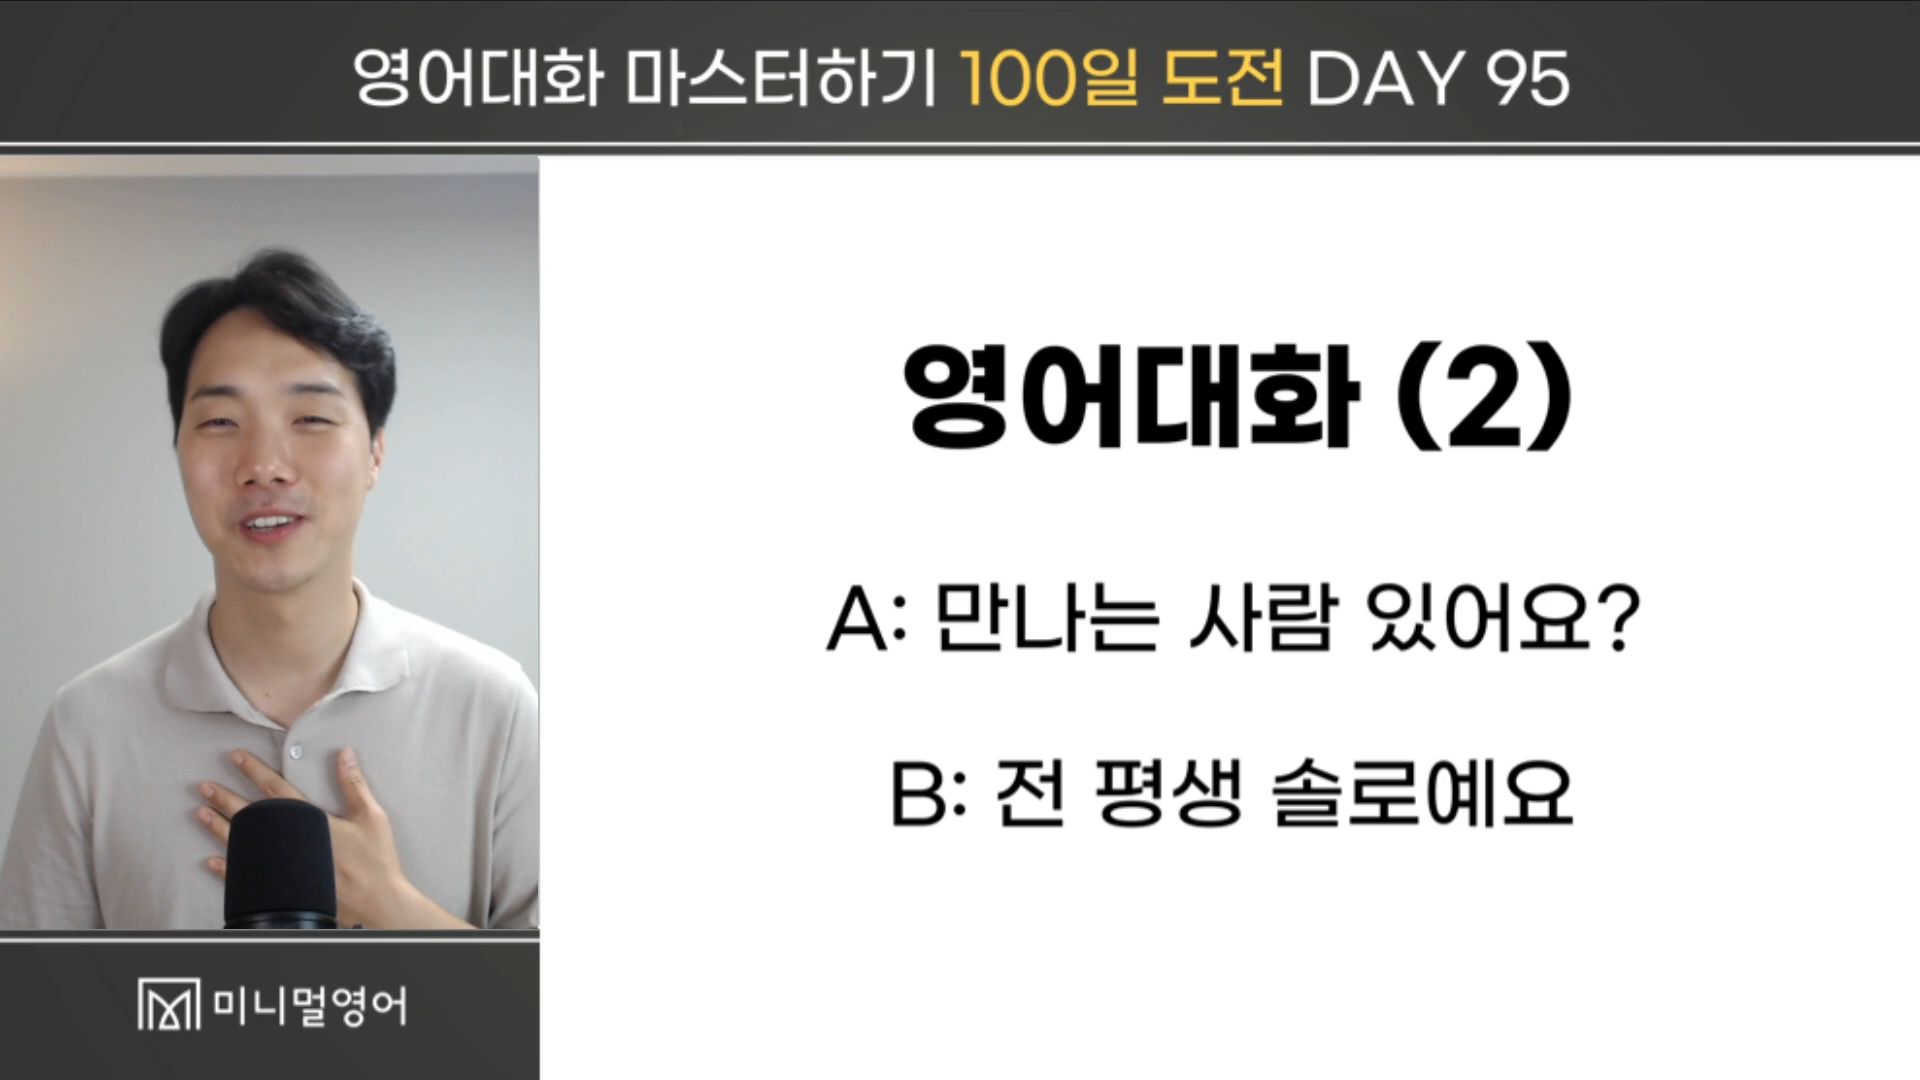 영어대화 마스터하기 100일 도전 DAY 95
영어대화 (2)
A: 만나는 사람 있어요?
B: 전 평생 솔로예요
미니멀영어